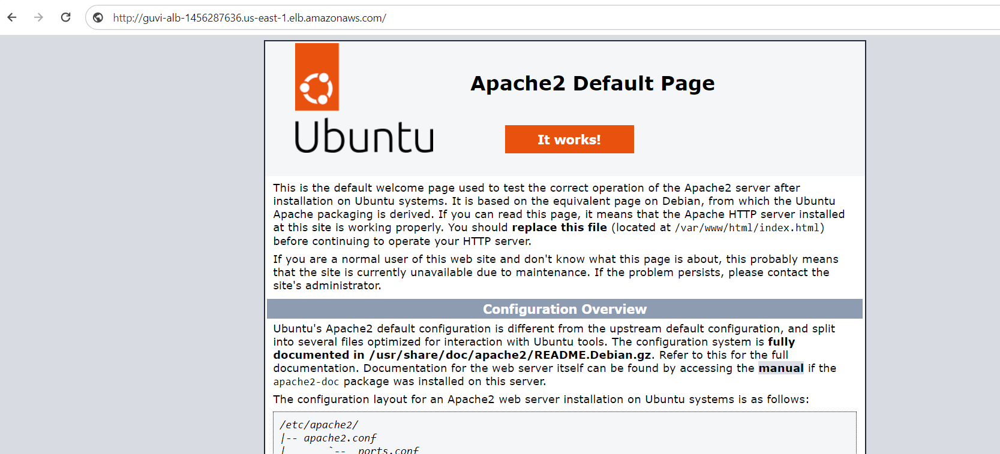 http://guvi-alb-1456287636.us-east-1.elb.amazonaws.com/
Ubuntu
Apache2 Default Page
It works!
This is the default welcome page used to test the correct operation of the Apache2 server after
installation on Ubuntu systems. It is based on the equivalent page on Debian, from which the Ubuntu
Apache packaging is derived. If you can read this page, it means that the Apache HTTP server installed
at this site is working properly. You should replace this file (located at /var/www/html/index.html)
before continuing to operate your HTTP server.
If you are a normal user of this web site and don't know what this page is about, this probably means
that the site is currently unavailable due to maintenance. If the problem persists, please contact the
site's administrator.
Configuration Overview
Ubuntu's Apache2 default configuration is different from the upstream default configuration, and split
into several files optimized for interaction with Ubuntu tools. The configuration system is fully
documented in /usr/share/doc/apache2/README.Debian.gz. Refer to this for the full
documentation. Documentation for the web server itself can be found by accessing the manual if the
apache2-doc package was installed on this server.
The configuration layout for an Apache2 web server installation on Ubuntu systems is as follows:
/etc/apache2/
|-- apache2.conf
|       `--  ports.conf